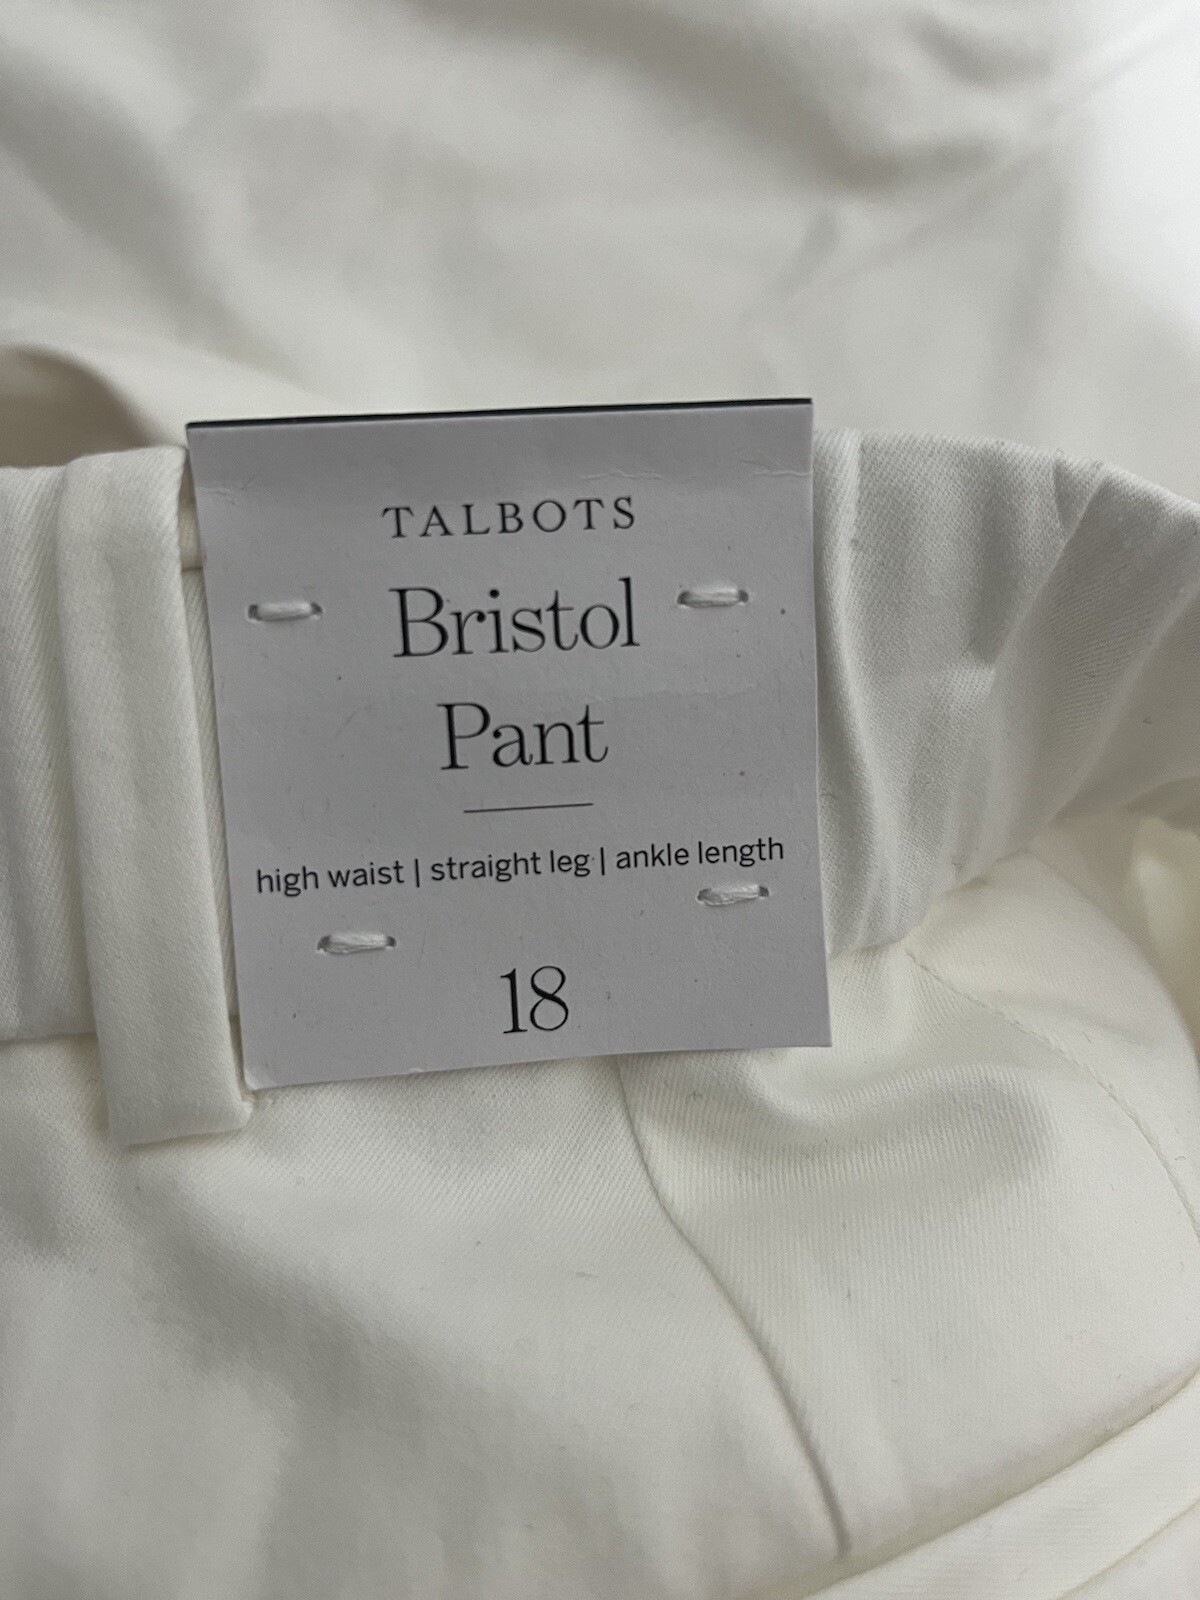 TALBOTS
Bristol
Pant
high waist | straight leg | ankle length
18